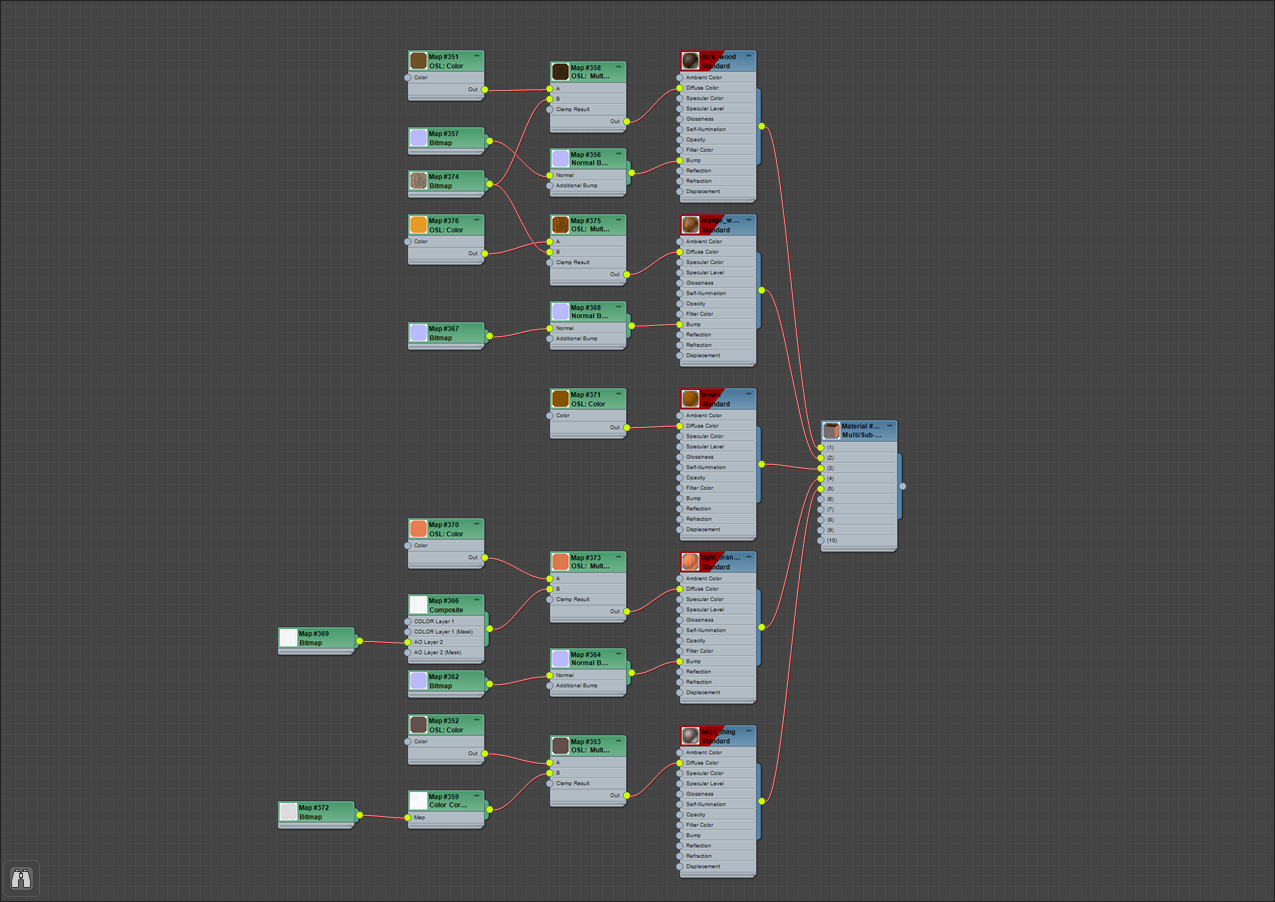 Map #351
OSL: Color
Color
Out
Map #357
Bitmap
Map #374
Bitmap
Map #376
OSL: Color
Color
Out
Map #367
Bitmap
Map #358
OSL: Mult...
A
B
Clamp Result
Out
Map #356
Normal B...
Normal
Additional Bump
Map #375
OSL: Mult...
A
B
Clamp Result
Out
Map #368
Normal B...
Normal
Additional Bump
Map #371
OSL: Color
Color
Out
dark_wood
Standard
Ambient Color
Diffuse Color
Specular Color
Specular Level
Glossiness
Self-Illumination
Opacity
Filter Color
Bump
Reflection
Refraction
Displacement
orange_w...
Standard
Ambient Color
Diffuse Color
Specular Color
Specular Level
Glossiness
Self-Illumination
Opacity
Filter Color
Bump
Reflection
Refraction
Displacement
brown
Standard
Ambient Color
Diffuse Color
Specular Color
Specular Level
Glossiness
Self-Illumination
Opacity
Filter Color
Bump
Reflection
Refraction
Displacement
Material #...
Multi/Sub-...
(1)
(2)
(3)
(4)
(5)
(6)
(7)
(8)
(9)
(10)
Map #370
OSL: Color
Color
Out
Map #366
Composite
COLOR Layer 1
COLOR Layer 1 (Mask)
AO Layer 2
AO Layer 2 (Mask)
Map #369
Bitmap
Map #362
Bitmap
Map #373
OSL: Mult...
A
B
Clamp Result
Out
Map #364
Normal B...
Normal
Additional Bump
light_oran...
Standard
Ambient Color
Diffuse Color
Specular Color
Specular Level
Glossiness
Self-Illumination
Opacity
Filter Color
Bump
Reflection
Refraction
Displacement
Map #352
OSL: Color
Color
Out
Map #372
Bitmap
Map #359
Color Cor...
Map
Map #353
OSL: Mult...
A
B
Clamp Result
Out
Standard
Ambient Color
Diffuse Color
Specular Color
Specular Level
Glossiness
Self-Illumination
Opacity
Filter Color
Bump
Reflection
Refraction
Displacement